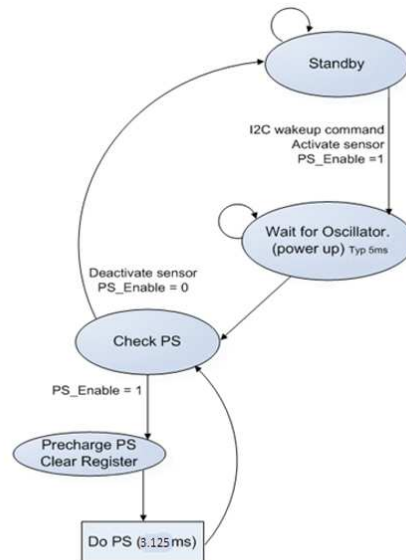 Standby
I2C wakeup command
Activate sensor
PS_Enable =1
Wait for Oscillator.
(power up) Typ 5ms
Deactivate sensor
PS_Enable = 0
Check PS
PS_Enable = 1
Precharge PS
Clear Register
Do PS (3.125ms)